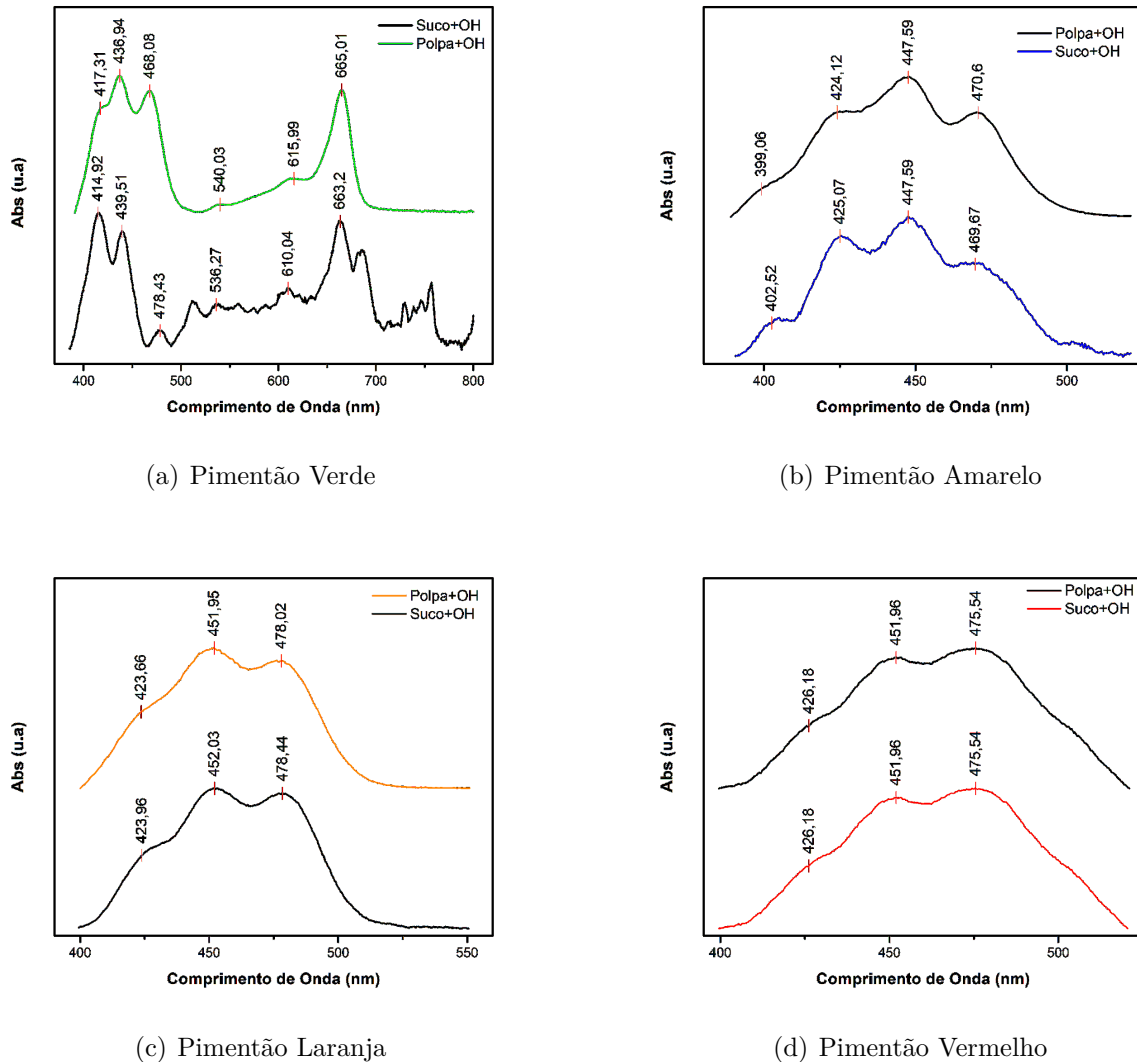 Suco+OH
Polpa+OH
417,31
436,94
468,08
665,01
540,03
615,99
414,92
439,51
478,43
536,27
610,04
663,2
Abs (u.a)
400 500 600 700 800
Comprimento de Onda (nm)
(a) Pimentão Verde
Polpa+OH
Suco+OH
399,06
424,12
447,59
470,6
402,52
425,07
447,59
469,67
Abs (u.a)
400 450 500
Comprimento de Onda (nm)
(b) Pimentão Amarelo
Polpa+OH
Suco+OH
423,66
451,95
478,02
423,96
452,03
478,44
Abs (u.a)
400 450 500 550
Comprimento de Onda (nm)
(c) Pimentão Laranja
Polpa+OH
Suco+OH
426,18
451,96
475,54
426,18
451,96
475,54
Abs (u.a)
400 450 500
Comprimento de Onda (nm)
(d) Pimentão Vermelho